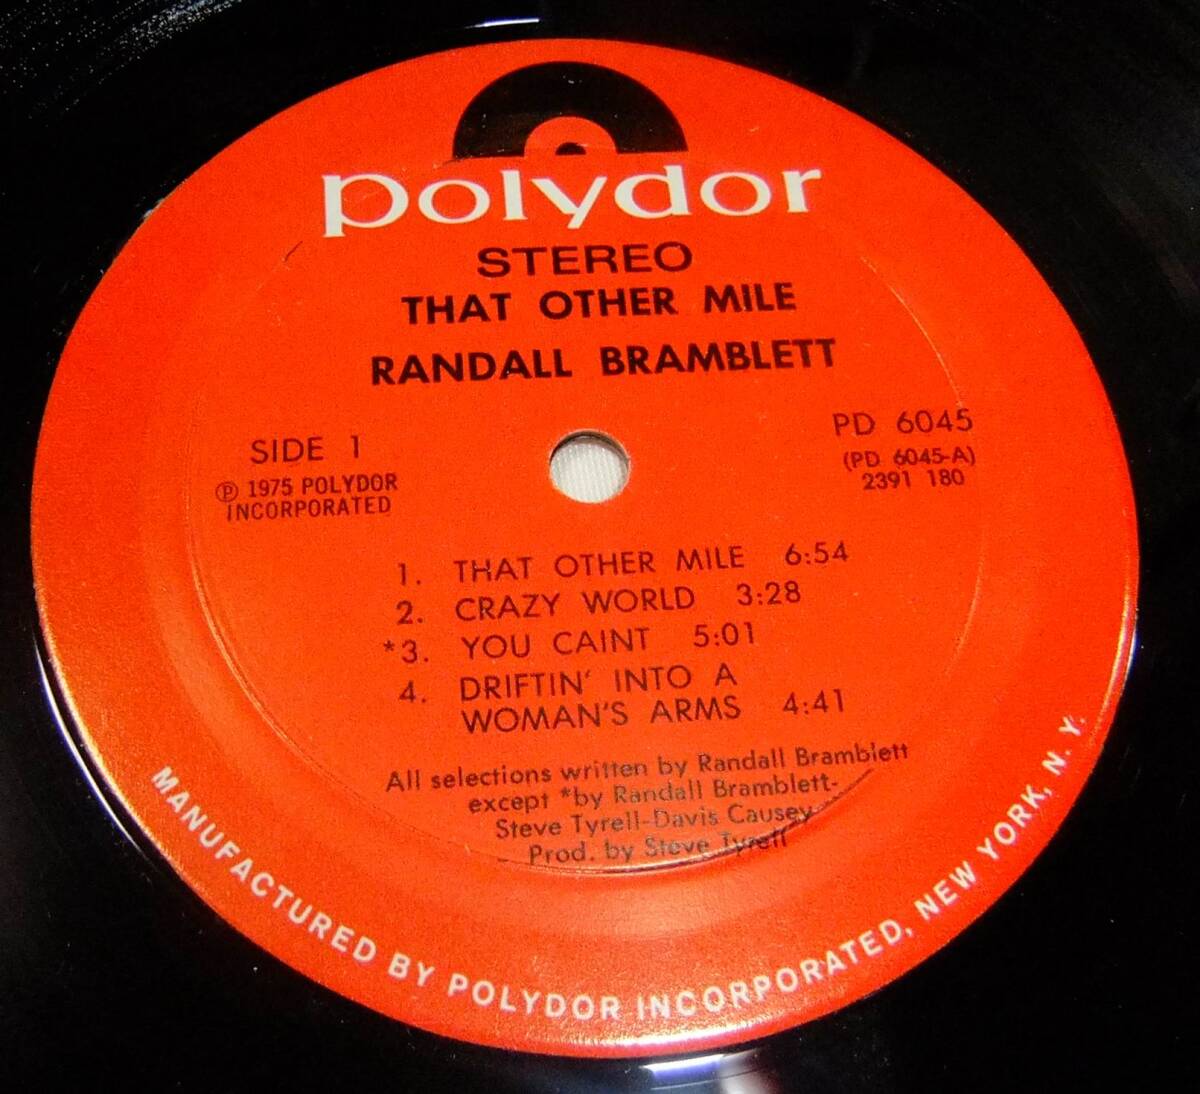 polydor
STEREO
THAT OTHER MILE
RANDALL BRAMBLETT
SIDE 1
Ⓟ 1975 POLYDOR
INCORPORATED
PD 6045
(PD 6045-A)
2391 180
1. THAT OTHER MILE 6:54
2. CRAZY WORLD 3:28
*3. YOU CAINT 5:01
4. DRIFTIN' INTO A
WOMAN'S ARMS 4:41
All selections written by Randall Bramblett
except *by Randall Bramblett-
Steve Tyrell-Davis Causey
Prod. by Steve Tyrell
MANUFACTURED BY POLYDOR INCORPORATED, NEW YORK, N. Y.